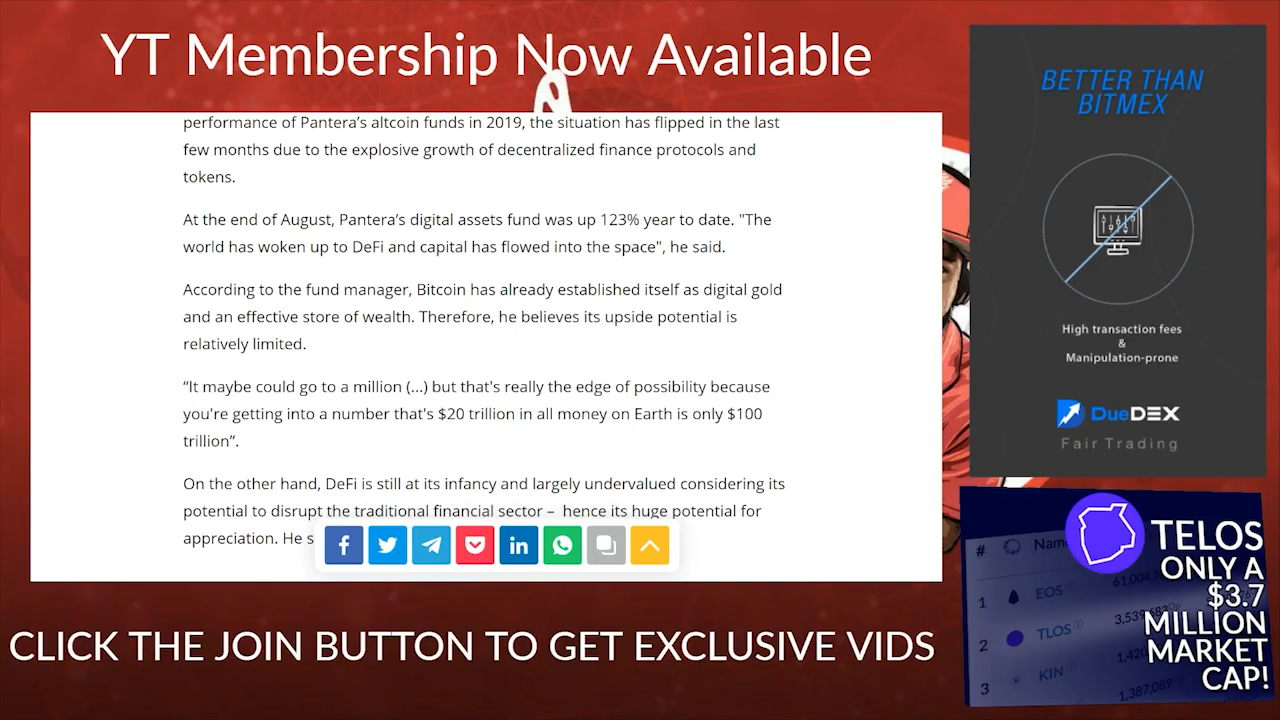 YT Membership Now Available
performance of Pantera’s altcoin funds in 2019, the situation has flipped in the last
few months due to the explosive growth of decentralized finance protocols and
tokens.
At the end of August, Pantera’s digital assets fund was up 123% year to date. "The
world has woken up to DeFi and capital has flowed into the space", he said.
According to the fund manager, Bitcoin has already established itself as digital gold
and an effective store of wealth. Therefore, he believes its upside potential is
relatively limited.
“It maybe could go to a million (...) but that's really the edge of possibility because
you're getting into a number that's $20 trillion in all money on Earth is only $100
trillion”.
On the other hand, DeFi is still at its infancy and largely undervalued considering its
potential to disrupt the traditional financial sector – hence its huge potential for
appreciation. He s
CLICK THE JOIN BUTTON TO GET EXCLUSIVE VIDS
BETTER THAN
BITMEX
High transaction fees
&
Manipulation-prone
DueDEX
Fair Trading
TELOS
ONLY A
$3.7
MILLION
MARKET
CAP!
#
1 EOS
2 TLOS
3 KIN
1,387,089